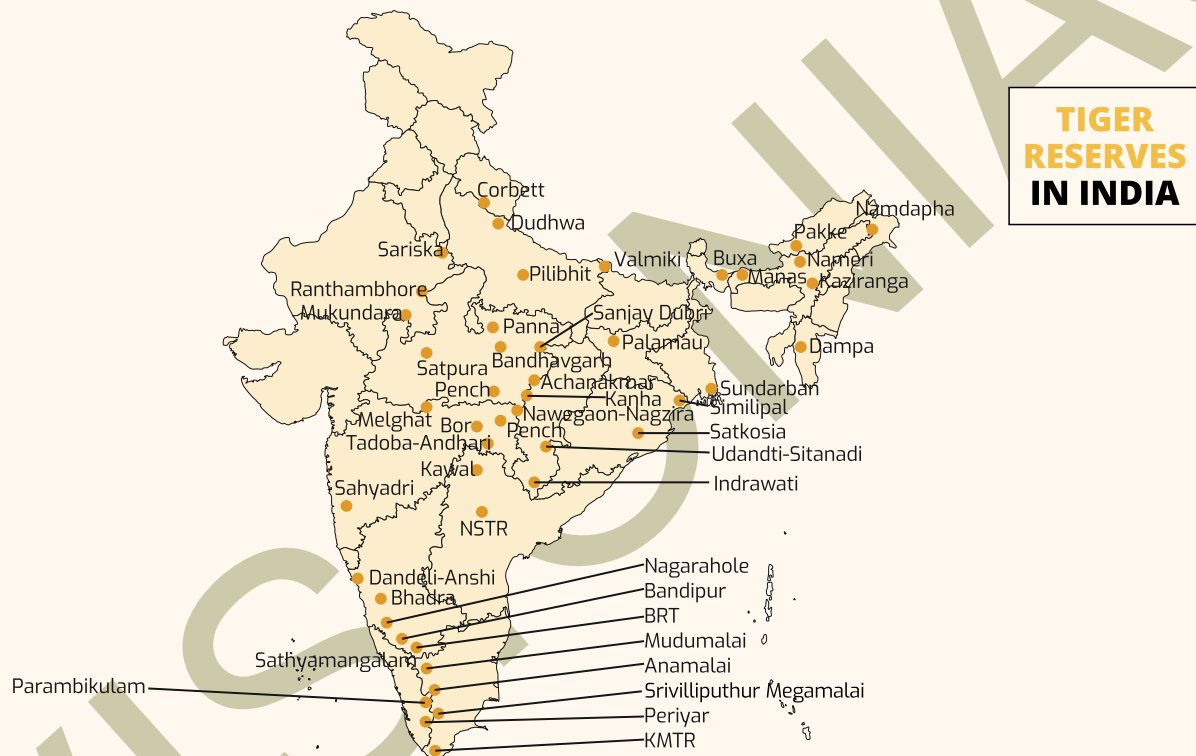 TIGER
RESERVES
IN INDIA
Corbett
Namdapha
Dudhwa
Pakke
Sariska
Valmiki
Buxa
Nameri
Pilibhit
Manas
Kaziranga
Ranthambhore
Mukundara
Sanjay Dubri
Panna
Palamau
Dampa
Bandhavgarh
Satpura
Achanakmar
Pench
Kanha
Sundarban
Similipal
Melghat
Nawegaon-Nagzira
Bor
Pench
Satkosia
Tadoba-Andhari
Udandti-Sitanadi
Kawal
Indrawati
Sahyadri
NSTR
Nagarahole
Dandeli-Anshi
Bandipur
Bhadra
BRT
Mudumalai
Sathyamangalam
Anamalai
Parambikulam
Srivilliputhur Megamalai
Periyar
KMTR